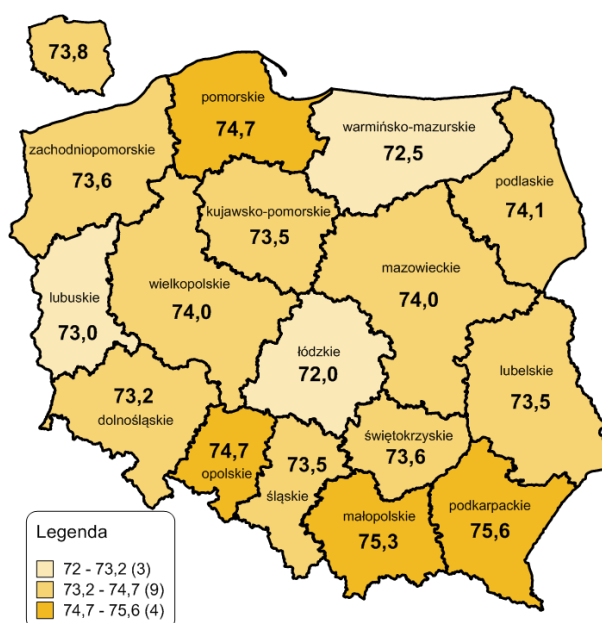 73,8
pomorskie
74,7
warmińsko-mazurskie
72,5
zachodniopomorskie
73,6
podlaskie
74,1
kujawsko-pomorskie
73,5
mazowieckie
74,0
wielkopolskie
74,0
lubuskie
73,0
łódzkie
72,0
lubelskie
73,5
73,2
dolnośląskie
świętokrzyskie
73,6
74,7
opolskie
73,5
śląskie
małopolskie
75,3
podkarpackie
75,6
Legenda
72 - 73,2 (3)
73,2 - 74,7 (9)
74,7 - 75,6 (4)